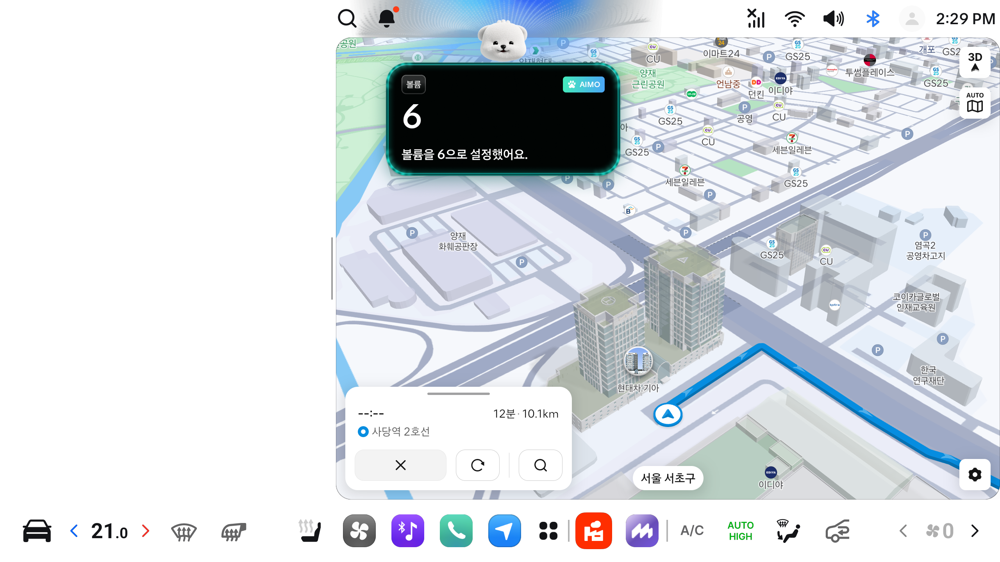 2:29 PM
공원
양재현대
GS25
CU
이마트24
GS25
개포
3D
양재
근린공원
언남중
던킨
이디야
투썸플레이스
GS25
AUTO
볼륨
AIMO
6
볼륨을 6으로 설정했어요.
GS25
공영
CU
아
GS25
CU
세븐일레븐
세븐일레븐
GS25
양재
화훼공판장
GS25
CU
염곡2
공영차고지
코이카글로벌
인재교육원
kotra
현대차.기아
한국
연구재단
--:--
12분·10.1km
사당역 2호선
서울 서초구
EDIYA
이디야
21.0
A/C
AUTO
HIGH
0